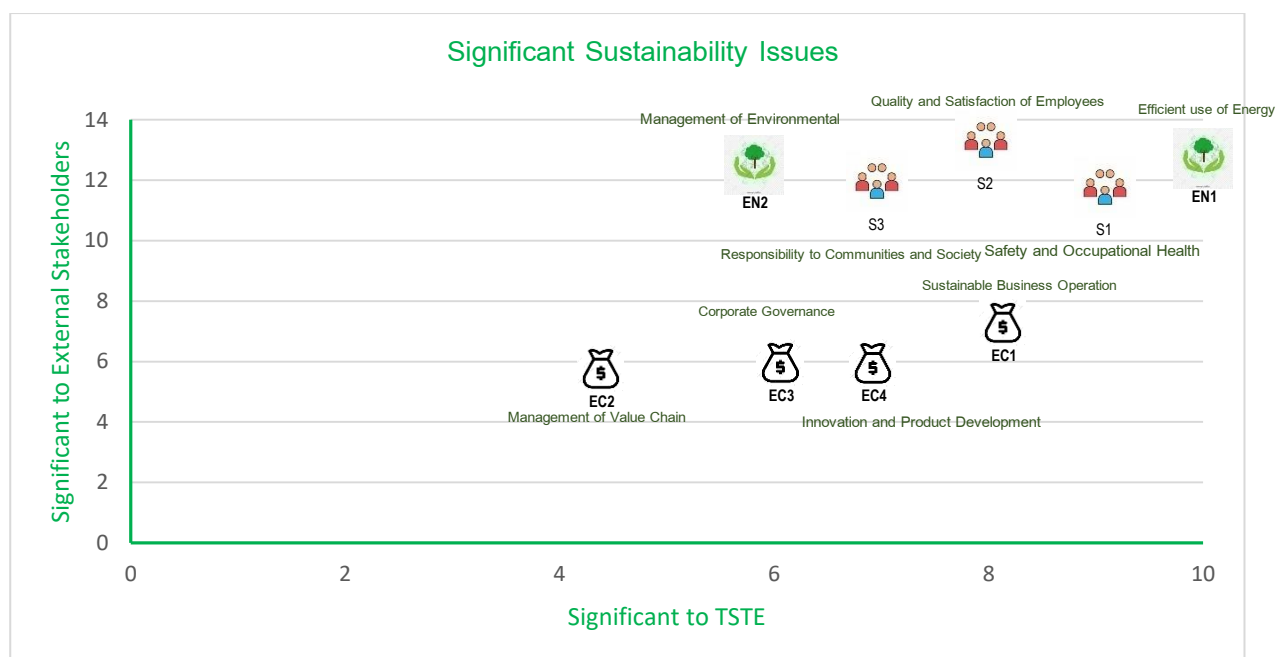 Significant Sustainability Issues
Quality and Satisfaction of Employees
Efficient use of Energy
Management of Environmental
Significant to External Stakeholders
14
12
10
8
6
4
2
0
EN2
S3
S2
S1
EN1
Responsibility to Communities and Society
Safety and Occupational Health
Sustainable Business Operation
Corporate Governance
$
EC1
$
EC2
$
EC3
$
EC4
Management of Value Chain
Innovation and Product Development
0
2
4
6
8
10
Significant to TSTE